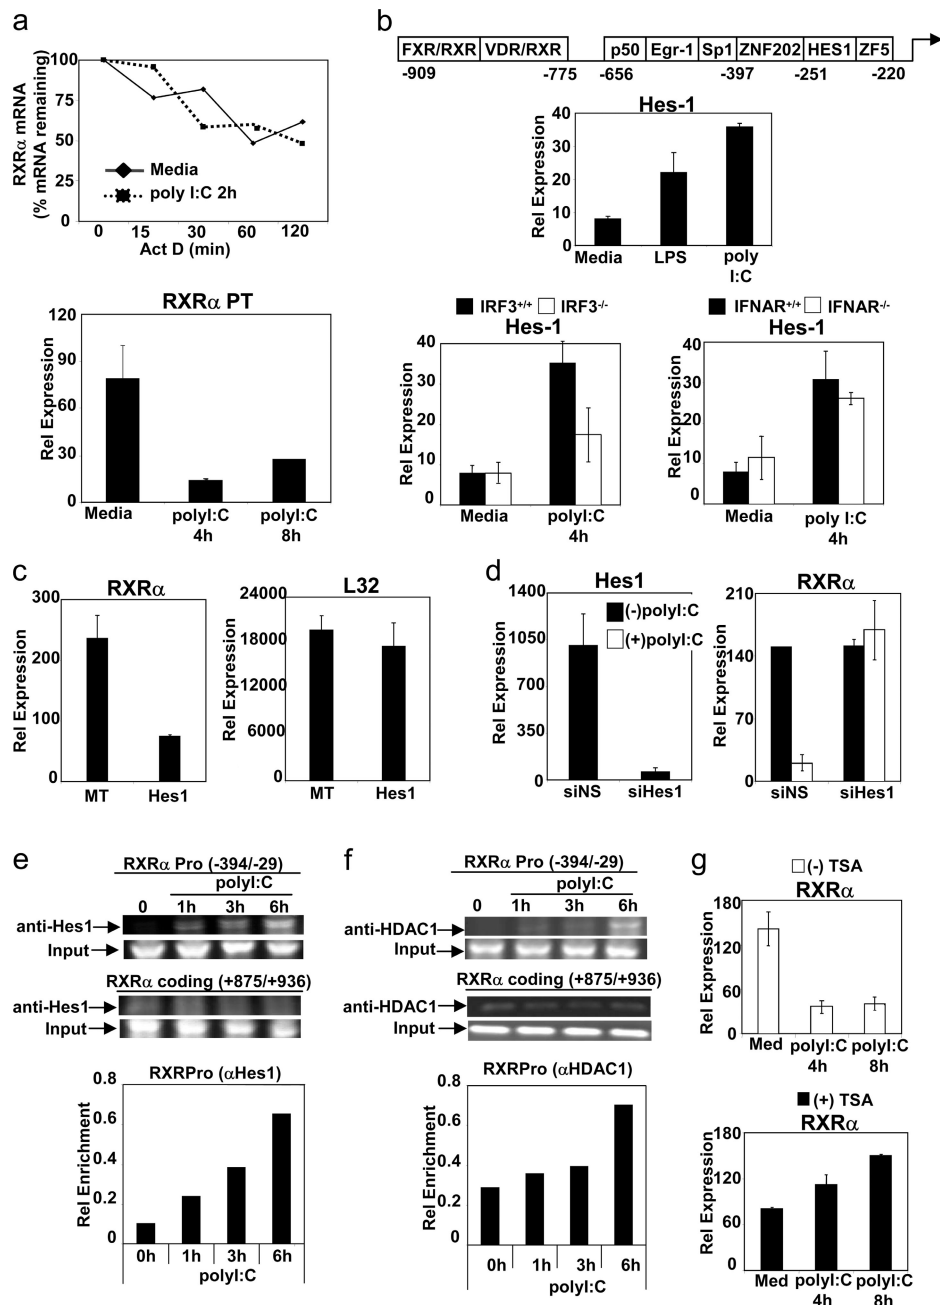 a
100
75
50
25
0
RXRα mRNA
(% mRNA remaining)
Media
poly I:C 2h
0 15 30 60 120
Act D (min)
RXRα PT
90
60
30
0
Rel Expression
Media polyI:C polyI:C
4h 8h
b
FXR/RXR VDR/RXR p50 Egr-1 Sp1 ZNF202 HES1 ZF5
-909 -775 -656 -397 -251 -220
Hes-1
40
30
20
10
0
Rel Expression
Media LPS poly
I:C
IRF3+/+ IRF3-/-
Hes-1
40
30
20
10
0
Rel Expression
Media polyI:C
4h
IFNAR+/+ IFNAR-/-
Hes-1
40
30
20
10
0
Rel Expression
Media poly I:C
4h
c
RXRα
300
200
100
0
Rel Expression
MT Hes1
L32
24000
18000
12000
6000
0
Rel Expression
MT Hes1
d
Hes1
1400
1050
700
350
0
Rel Expression
(-)polyI:C
(+)polyI:C
siNS siHes1
RXRα
210
140
70
0
Rel Expression
siNS siHes1
e
RXRα Pro (-394/-29)
polyI:C
0 1h 3h 6h
anti-Hes1
Input
RXRα coding (+875/+936)
anti-Hes1
Input
RXRPro (αHes1)
0.8
0.6
0.4
0.2
0
Rel Enrichment
0h 1h 3h 6h
polyI:C
f
RXRα Pro (-394/-29)
polyI:C
0 1h 3h 6h
anti-HDAC1
Input
RXRα coding (+875/+936)
anti-HDAC1
Input
RXRPro (αHDAC1)
0.8
0.6
0.4
0.2
0
Rel Enrichment
0h 1h 3h 6h
polyI:C
g
(-) TSA
RXRα
180
120
60
0
Rel Expression
Med polyI:C polyI:C
4h 8h
(+) TSA
RXRα
180
120
60
0
Rel Expression
Med polyI:C polyI:C
4h 8h